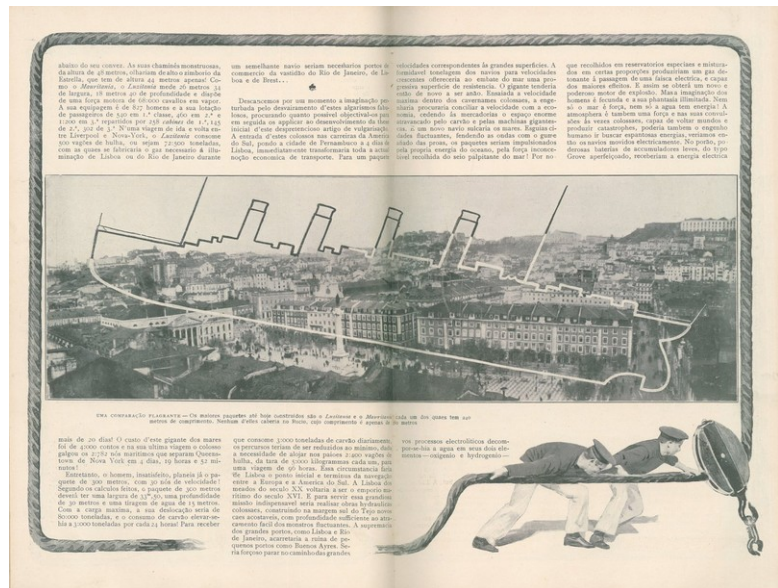 abaixo do seu convez. As suas chaminés monstruosas,
da altura de 48 metros, olhariam de alto o zimborio da
Estrella, que tem de altura 44 metros apenas! Co-
mo o Mauretania, o Luzitania mede 26 metros 54
de largura, 18 metros 40 de profundidade e dispõe
de uma força motora de 68:000 cavallos em vapor.
A sua equipagem é de 827 homens e a sua lotação
de passageiros de 540 em 1.ª classe, 460 em 2.ª e
1:200 em 3.ª repartidos por 258 cabines de 1.ª, 145
de 2.ª, 302 de 3.ª N'uma viagem de ida e volta en-
tre Liverpool e Nova-York, o Luzitania consome
500 vagões de hulha, ou sejam 72:500 toneladas,
com as quaes se fabricaria o gaz necessario á illu-
minação de Lisboa ou do Rio de Janeiro durante
mais de 20 dias! O custo d'este gigante dos mares
foi de 4:000 contos e na sua ultima viagem o colosso
galgou os 2:782 nós maritimos que separam Queens-
town de Nova York em 4 dias, 19 horas e 52 mi-
nutos!
Entretanto, o homem, insatisfeito, planeia já o pa-
quete de 300 metros, com 30 nós de velocidade!
Segundo os calculos feitos, o paquete de 300 metros
deverá ter uma largura de 33m,50, uma profundidade
de 30 metros e uma tiragem de agua de 15 metros.
Com a carga maxima, a sua deslocação seria de
80:000 toneladas, e o consumo de carvão elevar-se-
hia a 3:000 toneladas por cada 24 horas! Para receber
um semelhante navio seriam necessarios portos do
commercio da vastidão do Rio de Janeiro, de Lis-
boa e de Brest...
Descancemos por um momento a imaginação per-
turbada pelo desvairamento d'estes algarismos fabu-
losos, procurando quanto possivel objectival-os para
em seguida os applicar ao desenvolvimento da these
inicial d'este despretencioso artigo de vulgarisação.
A entrada d'estes colossos nas carreiras da America
do Sul, pondo a cidade de Pernambuco a 4 dias de
Lisboa, immediatamente transformaria toda a actual
noção economica de transporte. Para um paquete
que consome 3:000 toneladas de carvão diariamente,
os percursos teriam de ser reduzidos ao minimo, dada
a necessidade de alojar nos paioes 2:400 vagões de
hulha, da tara de 5:000 kilogrammas cada um, para
uma viagem de 96 horas. Essa circumstancia faria
de Lisboa o ponto inicial e terminus da navegação
entre a Europa e a America do Sul. A Lisboa dos
meados do seculo XX voltaria a ser o emporio ma-
ritimo do seculo XVI. E para servir essa grandiosa
missão indispensavel seria realisar obras hydraulicas
colossaes, construindo na margem sul do Tejo novos
caes acostaveis, com profundidade sufficiente ao atra-
camento facil dos monstros fluctuantes. A supremacia
dos grandes portos, como Lisboa e Rio
de Janeiro, acarretaria a ruina de pe-
quenos portos como Buenos Ayres. Se-
ria forçoso parar no caminho das grandes
velocidades correspondentes ás grandes superficies. A
formidavel tonelagem dos navios para velocidades
crescentes offereceria ao embate do mar uma pro-
gressiva superficie de resistencia. O gigante tenderia
então de novo a ser anão. Ensaiada a velocidade
maxima dentro dos cavernames colossaes, a enge-
nharia procuraria conciliar a velocidade com a eco-
nomia, cedendo ás mercadorias o espaço enorme
atravancado pelo carvão e pelas machinas gigantes-
cas. E um novo navio sulcaria os mares. Esguias ci-
dades fluctuantes, fendendo as ondas com o gume
afiado das proas, os paquetes seriam impulsionados
pela propria energia do oceano, pela força inconce-
bivel recolhida do seio palpitante do mar! Por no-
vos processos electroliticos decom-
por-se-hia a agua em seus dois ele-
mentos—oxigenio e hydrogenio—
que recolhidos em reservatorios especiaes e mistura-
dos em certas proporções produziriam um gaz de-
tonante á passagem de uma faisca electrica, e capaz
dos maiores effeitos. E assim se obterá um novo e
poderoso motor de explosão. Mas a imaginação dos
homens é fecunda e a sua phantasia illimitada. Nem
só o mar é força, nem só a agua tem energia! A
atmosphera é tambem uma força e nas suas convul-
sões ás vezes colossaes, capaz de voltar mundos e
produzir catastrophes, poderia tambem o engenho
humano ir buscar espantosas energias, veriamos en-
tão os navios movidos electricamente. No porão, po-
derosas baterias de accumuladores leves, do typo
Grove aperfeiçoado, receberiam a energia electrica
UMA COMPARAÇÃO FLAGRANTE — Os maiores paquetes até hoje construidos são o Luzitania e o Mauretania, cada um dos quaes tem 240
metros de comprimento. Nenhum d'elles caberia no Rocio, cujo comprimento é apenas de metros